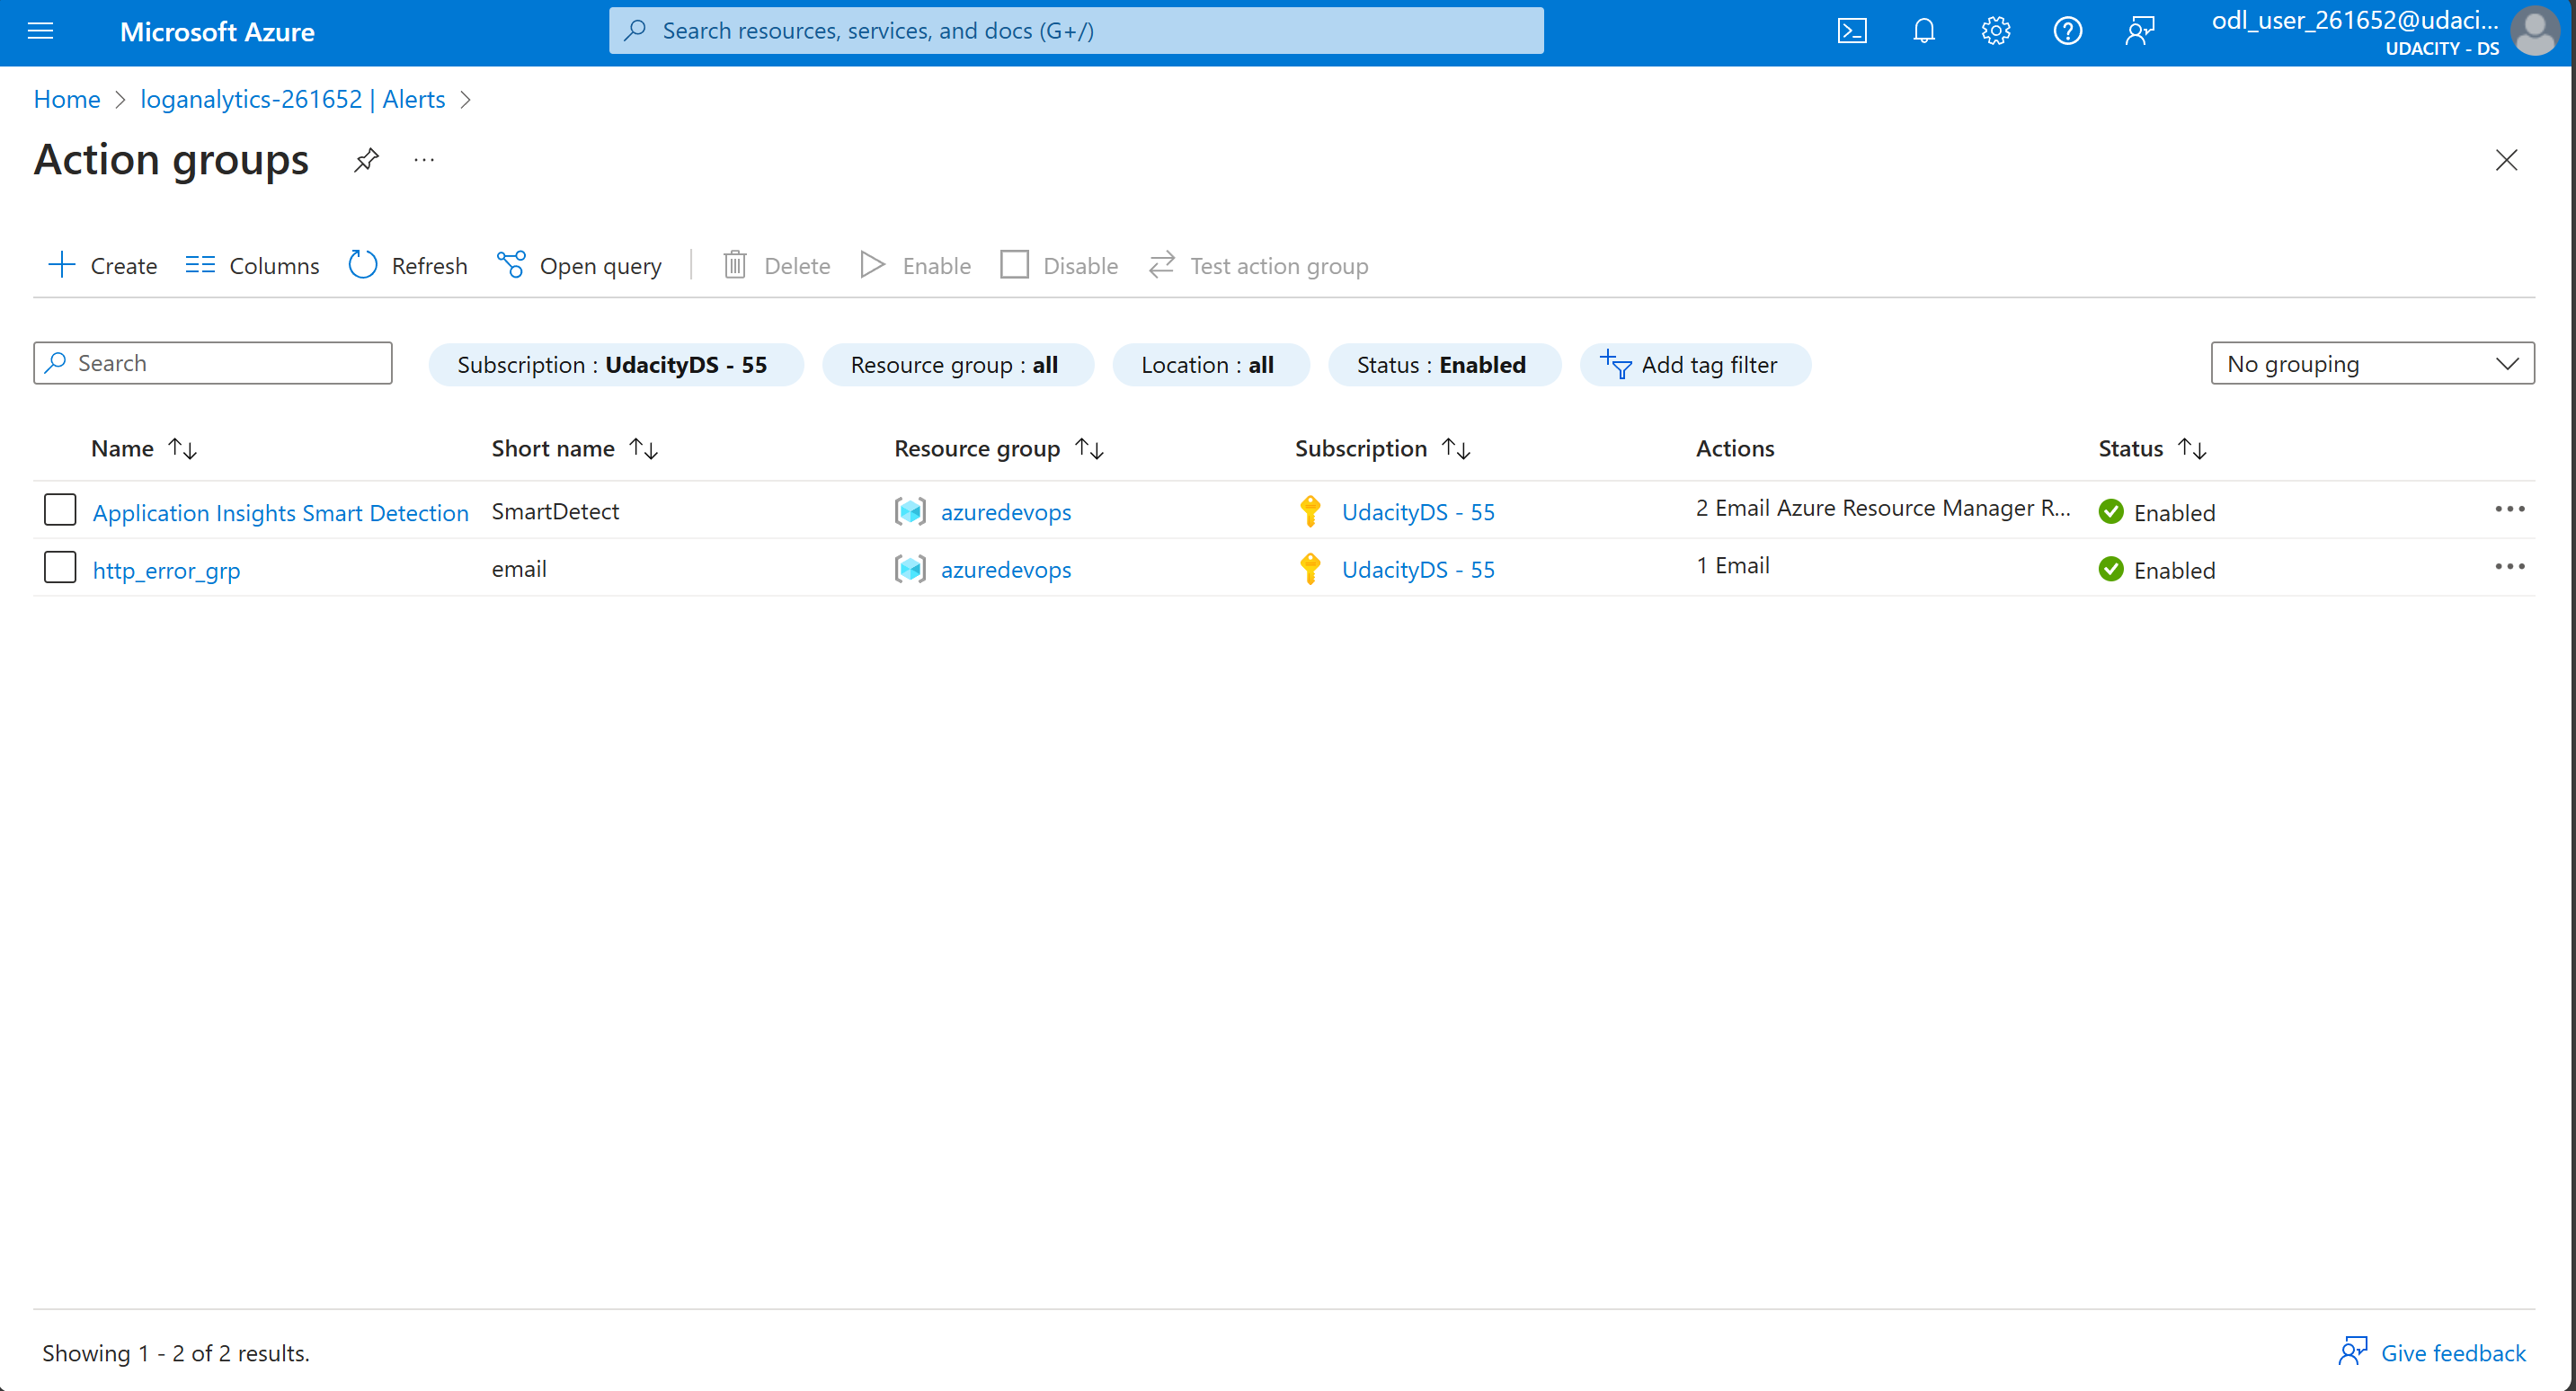 Microsoft Azure
Search resources, services, and docs (G+/)
odl_user_261652@udaci...
UDACITY - DS
Home > loganalytics-261652 | Alerts >
Action groups
Create Columns Refresh Open query Delete Enable Disable Test action group
Search Subscription : UdacityDS - 55 Resource group : all Location : all Status : Enabled Add tag filter No grouping
Name Short name Resource group Subscription Actions Status
Application Insights Smart Detection SmartDetect azuredevops UdacityDS - 55 2 Email Azure Resource Manager R... Enabled
http_error_grp email azuredevops UdacityDS - 55 1 Email Enabled
Showing 1 - 2 of 2 results.
Give feedback